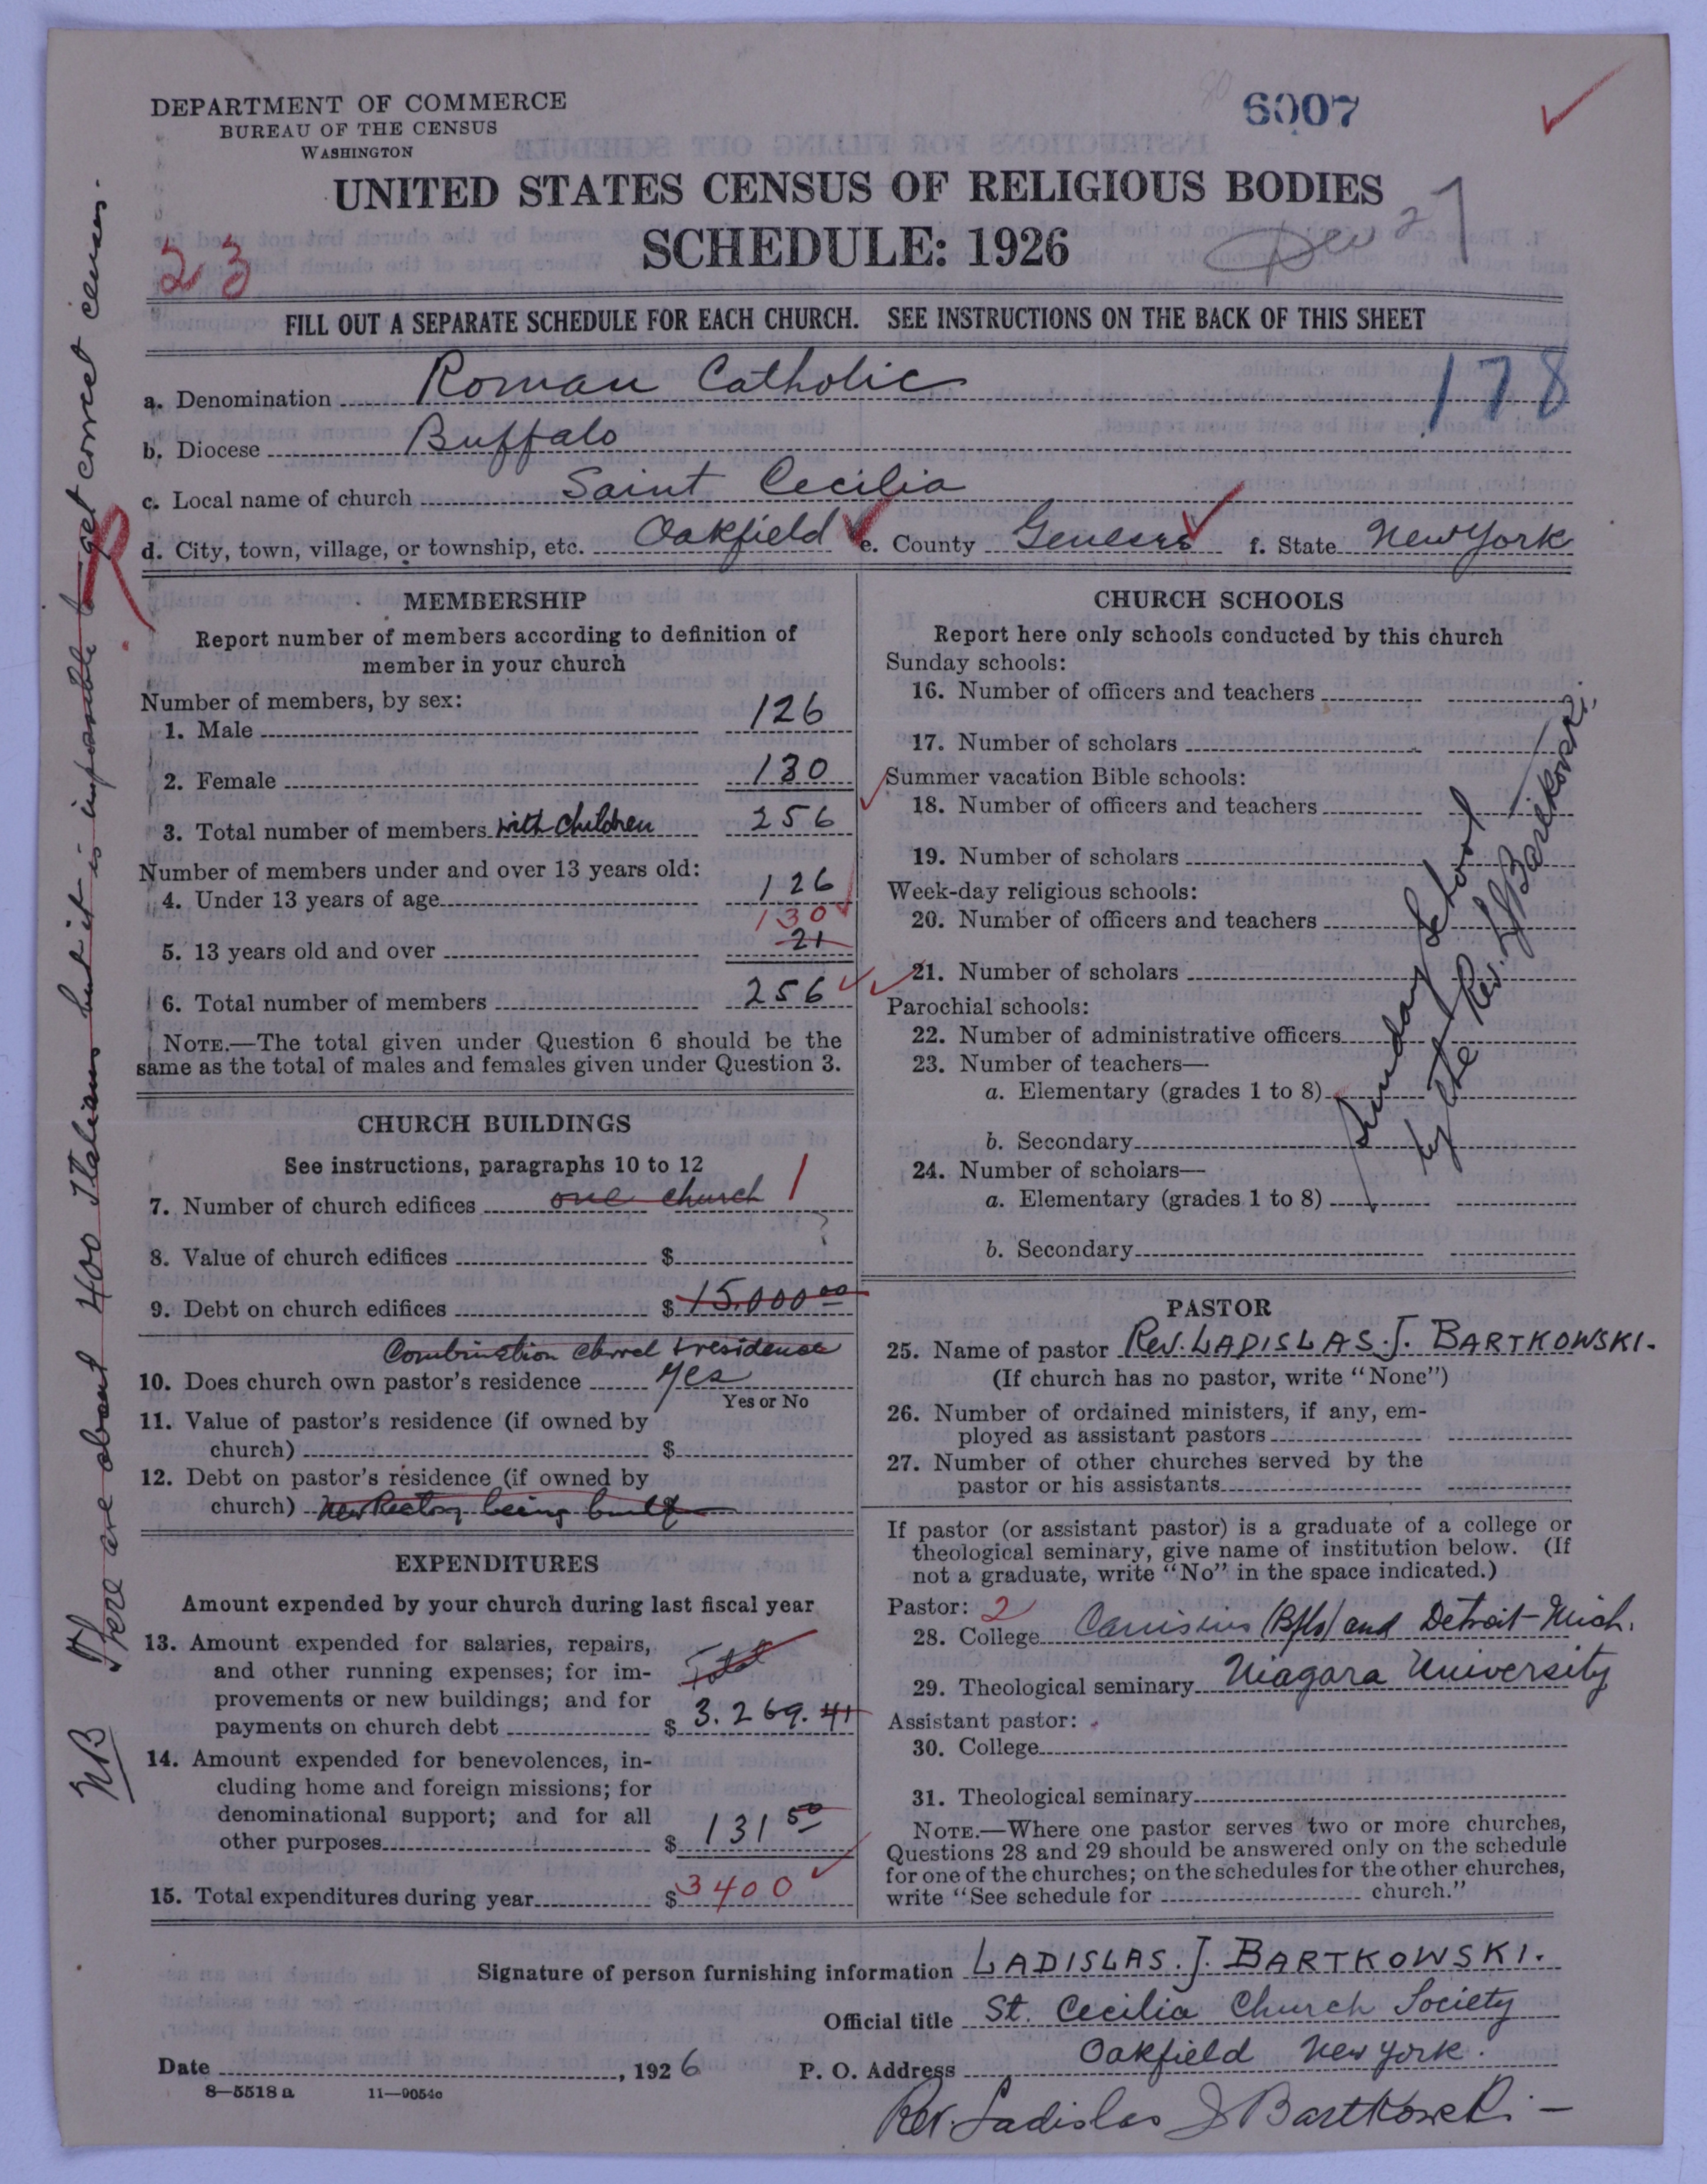 6007
DEPARTMENT OF COMMERCE
BUREAU OF THE CENSUS
WASHINGTON
UNITED STATES CENSUS OF RELIGIOUS BODIES
SCHEDULE: 1926
23
FILL OUT A SEPARATE SCHEDULE FOR EACH CHURCH. SEE INSTRUCTIONS ON THE BACK OF THIS SHEET
178
a. Denomination Roman Catholic
b. Diocese Buffalo
c. Local name of church Saint Cecilia
d. City, town, village, or township, etc. Oakfield e. County Genesee f. State New York
MEMBERSHIP
Report number of members according to definition of
member in your church
Number of members, by sex:
1. Male 126
2. Female 130
3. Total number of members with children 256
Number of members under and over 13 years old:
4. Under 13 years of age 126
130
5. 13 years old and over 21
6. Total number of members 256
NOTE.—The total given under Question 6 should be the
same as the total of males and females given under Question 3.
CHURCH BUILDINGS
See instructions, paragraphs 10 to 12
7. Number of church edifices one church 1
?
8. Value of church edifices $
9. Debt on church edifices $ 15.000 00
Combination church & residence
10. Does church own pastor's residence Yes
Yes or No
11. Value of pastor's residence (if owned by
church) $
12. Debt on pastor's residence (if owned by
church) New Rectory being built
EXPENDITURES
Amount expended by your church during last fiscal year
13. Amount expended for salaries, repairs,
and other running expenses; for im- Total
provements or new buildings; and for
payments on church debt $ 3.269.41
14. Amount expended for benevolences, in-
cluding home and foreign missions; for
denominational support; and for all
other purposes $ 131 50
15. Total expenditures during year $ 3400
CHURCH SCHOOLS
Report here only schools conducted by this church
Sunday schools:
16. Number of officers and teachers
17. Number of scholars
Summer vacation Bible schools:
18. Number of officers and teachers
19. Number of scholars
Week-day religious schools:
20. Number of officers and teachers
21. Number of scholars
Parochial schools:
22. Number of administrative officers
23. Number of teachers—
a. Elementary (grades 1 to 8)
b. Secondary
24. Number of scholars—
a. Elementary (grades 1 to 8)
b. Secondary
Sunday School
by the Rev. L J Bartkowski
PASTOR
25. Name of pastor Rev. LADISLAS. J. BARTKOWSKI.
(If church has no pastor, write "None")
26. Number of ordained ministers, if any, em-
ployed as assistant pastors
27. Number of other churches served by the
pastor or his assistants
If pastor (or assistant pastor) is a graduate of a college or
theological seminary, give name of institution below. (If
not a graduate, write "No" in the space indicated.)
Pastor: 2
28. College Canisius (Bflo) and Detroit-Mich.
29. Theological seminary Niagara University
Assistant pastor:
30. College
31. Theological seminary
NOTE.—Where one pastor serves two or more churches,
Questions 28 and 29 should be answered only on the schedule
for one of the churches; on the schedules for the other churches,
write "See schedule for church."
Signature of person furnishing information LADISLAS. J. BARTKOWSKI.
Official title St. Cecilia Church Society
Date , 1926 P. O. Address Oakfield New York.
8—5518 a 11—9054c
Rev. Ladislas J Bartkowski —
NB There are about 400 Italians but it is impossible to get correct census.